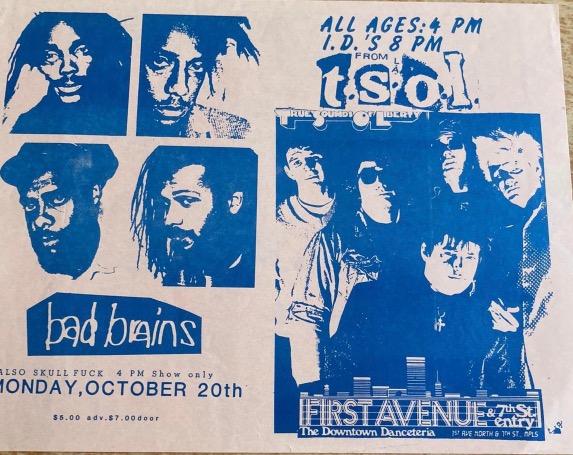 ALL AGES: 4 PM
I.D.'S 8 PM
FROM L.A.
t.s.o.l.
TRUE SOUNDS OF LIBERTY
bad brains
ALSO SKULL FUCK 4 PM Show only
MONDAY, OCTOBER 20th
$5.00 adv. $7.00 door
FIRST AVENUE & 7th St. entry
The Downtown Danceteria
1ST AVE NORTH & 7TH ST. MPLS